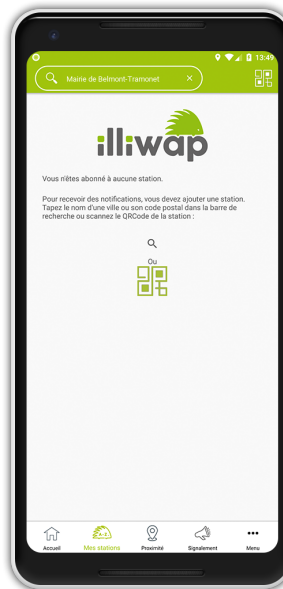 13:49
Mairie de Belmont-Tramonet
illiwap
Vous n'êtes abonné à aucune station.
Pour recevoir des notifications, vous devez ajouter une station.
Tapez le nom d'une ville ou son code postal dans la barre de
recherche ou scannez le QRCode de la station :
Ou
Accueil
Mes stations
Proximité
Signalement
Menu